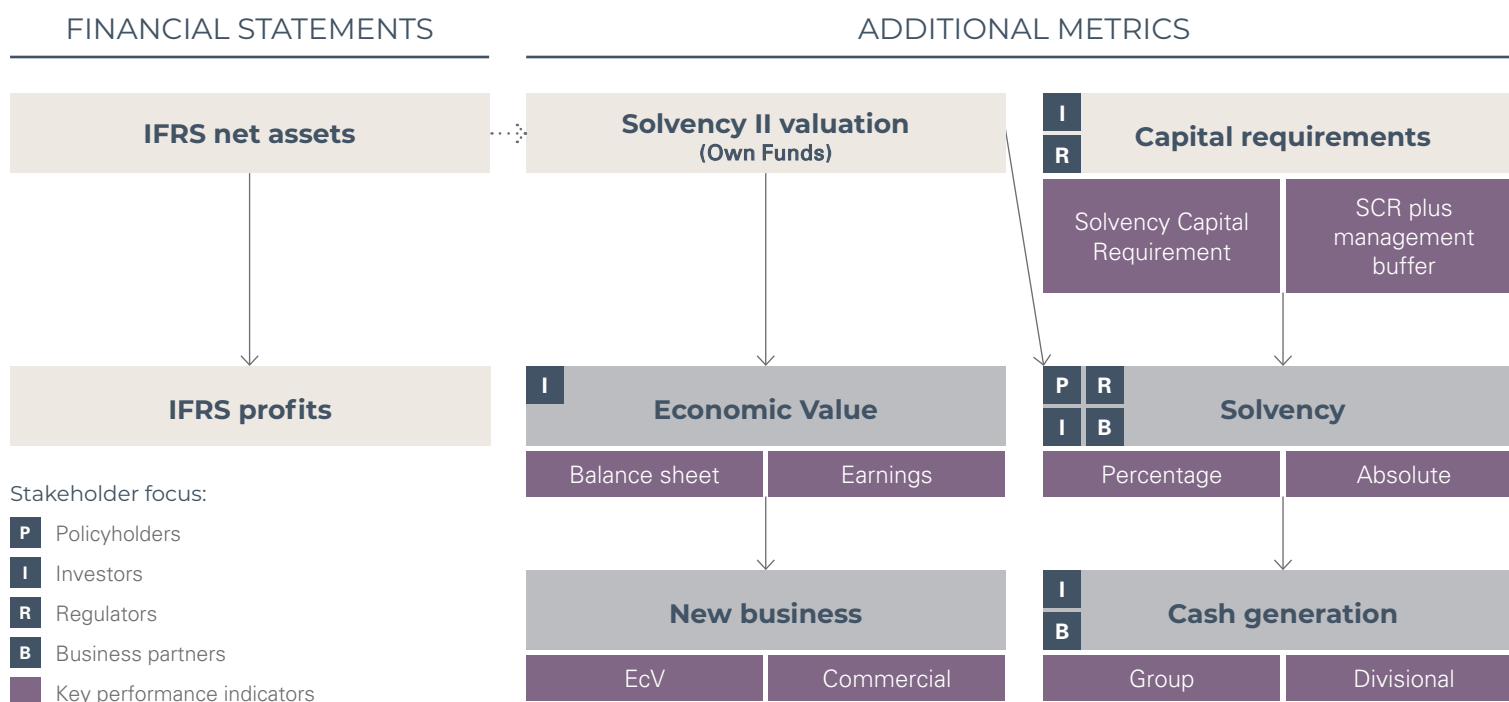 FINANCIAL STATEMENTS
ADDITIONAL METRICS
IFRS net assets
Solvency II valuation
(Own Funds)
I
R
Capital requirements
Solvency Capital
Requirement
SCR plus
management
buffer
IFRS profits
I
Economic Value
P R
I B
Solvency
Balance sheet
Earnings
Percentage
Absolute
Stakeholder focus:
P Policyholders
I Investors
R Regulators
B Business partners
Key performance indicators
New business
I
B
Cash generation
EcV
Commercial
Group
Divisional